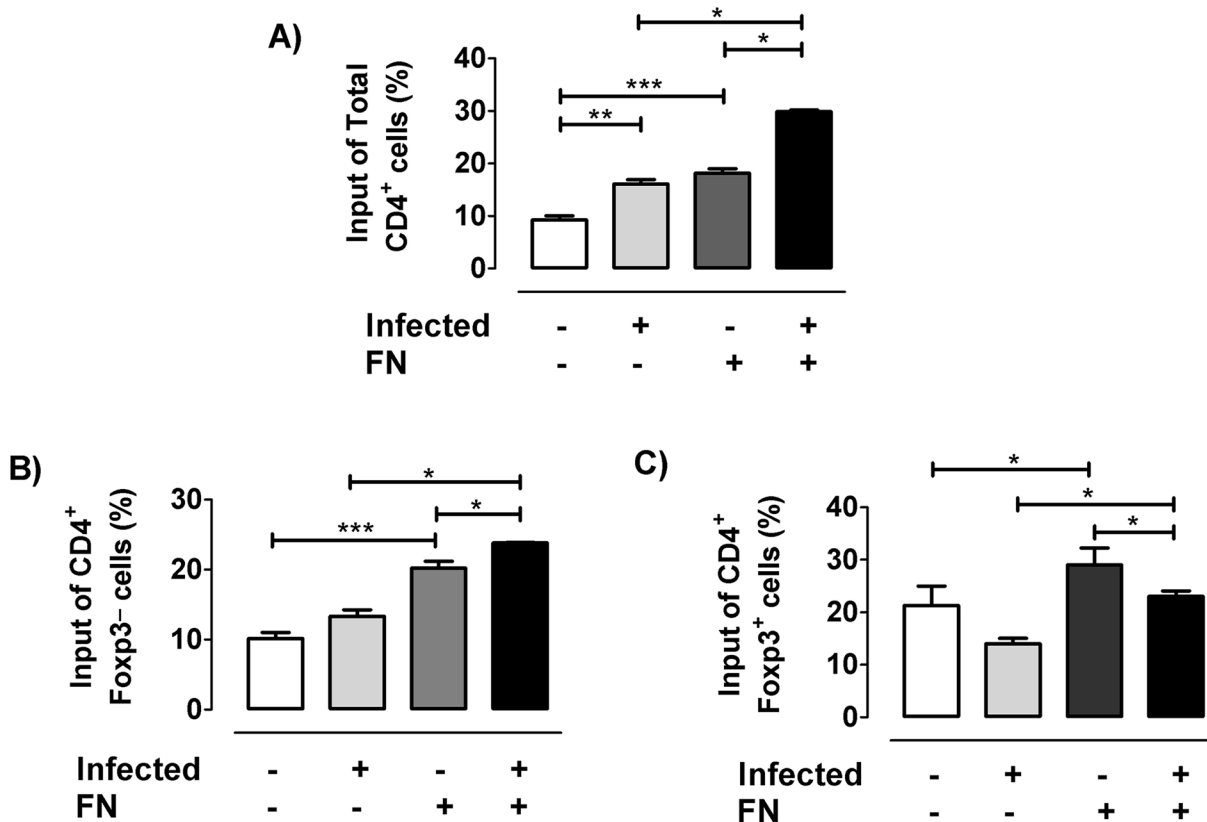 A)
Input of Total
CD4⁺ cells (%)
40
30
20
10
0
*
*
***
**
Infected - + - +
FN - - + +
B)
Input of CD4⁺
Foxp3⁻ cells (%)
30
20
10
0
*
*
***
Infected - + - +
FN - - + +
C)
Input of CD4⁺
Foxp3⁺ cells (%)
40
30
20
10
0
*
*
*
Infected - + - +
FN - - + +